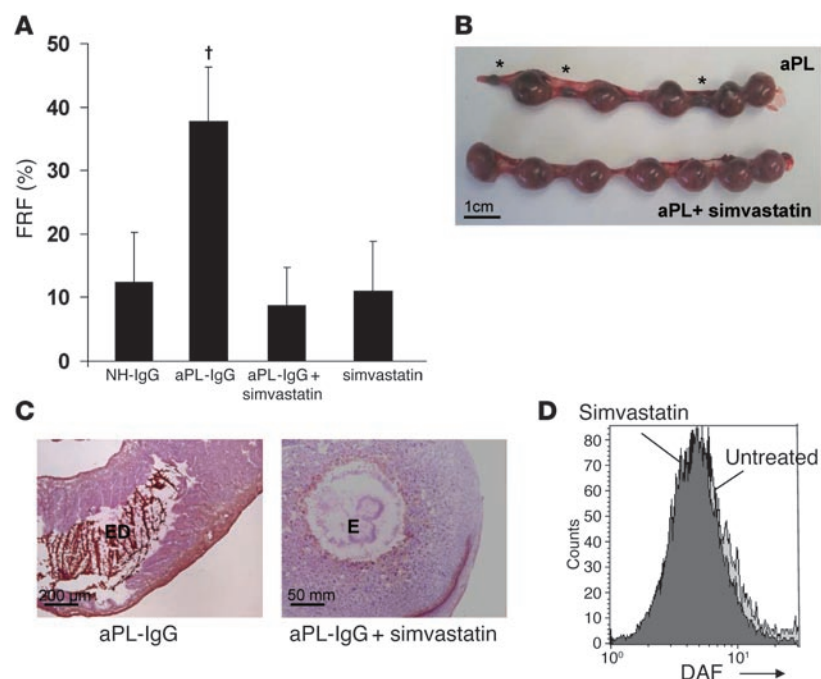 A
FRF (%)
50
40
30
20
10
0
†
NH-IgG
aPL-IgG
aPL-IgG +
simvastatin
simvastatin
B
* * *
aPL
1cm
aPL+ simvastatin
C
ED
200 µm
aPL-IgG
E
50 mm
aPL-IgG + simvastatin
D
Simvastatin
Untreated
Counts
80
70
60
50
40
30
20
10
0
10⁰
10¹
DAF →